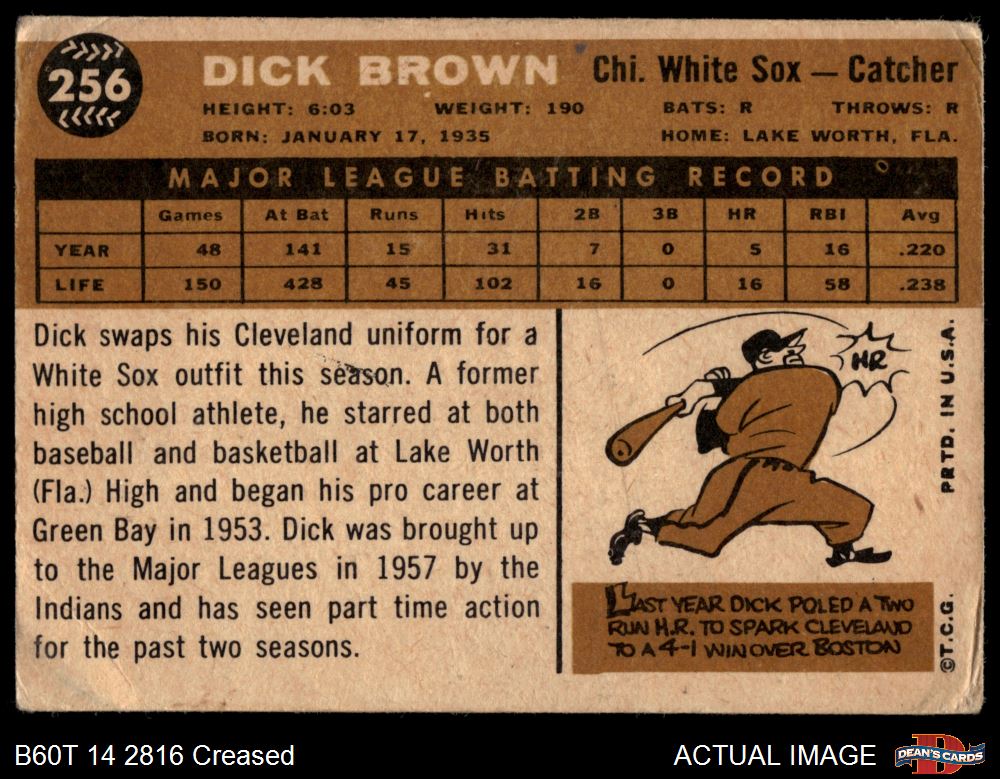 256
DICK BROWN Chi. White Sox — Catcher
HEIGHT: 6:03 WEIGHT: 190 BATS: R THROWS: R
BORN: JANUARY 17, 1935 HOME: LAKE WORTH, FLA.
MAJOR LEAGUE BATTING RECORD
Games At Bat Runs Hits 2B 3B HR RBI Avg
YEAR 48 141 15 31 7 0 5 16 .220
LIFE 150 428 45 102 16 0 16 58 .238
Dick swaps his Cleveland uniform for a
White Sox outfit this season. A former
high school athlete, he starred at both
baseball and basketball at Lake Worth
(Fla.) High and began his pro career at
Green Bay in 1953. Dick was brought up
to the Major Leagues in 1957 by the
Indians and has seen part time action
for the past two seasons.
HR
LAST YEAR DICK POLED A TWO
RUN H.R. TO SPARK CLEVELAND
TO A 4-1 WIN OVER BOSTON
©T.C.G. PRTD. IN U.S.A.
B60T 14 2816 Creased ACTUAL IMAGE DEAN'S CARDS